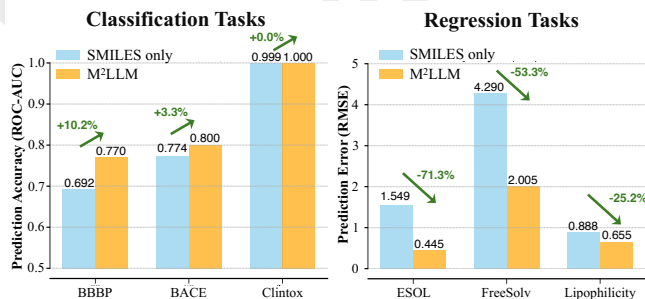 Classification Tasks
Prediction Accuracy (ROC-AUC)
1.0
0.9
0.8
0.7
0.6
0.5
SMILES only
M²LLM
+10.2%
0.692
0.770
+3.3%
0.774
0.800
+0.0%
0.999
1.000
BBBP
BACE
Clintox
Regression Tasks
Prediction Error (RMSE)
5
4
3
2
1
0
SMILES only
M²LLM
-71.3%
1.549
0.445
-53.3%
4.290
2.005
-25.2%
0.888
0.655
ESOL
FreeSolv
Lipophilicity